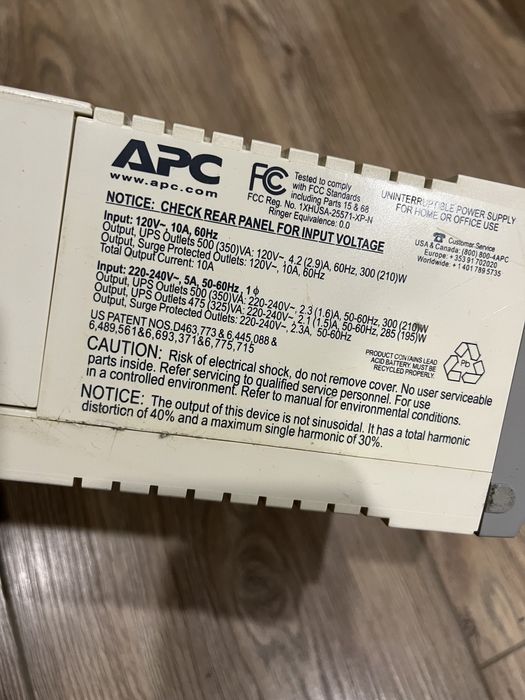 APC
www.apc.com
FC
Tested to comply
with FCC Standards
including Parts 15 & 68
FCC Reg. No. 1XHUSA-25571-XP-N
Ringer Equivalence: 0.0
UNINTERRUPTIBLE POWER SUPPLY
FOR HOME OR OFFICE USE
NOTICE: CHECK REAR PANEL FOR INPUT VOLTAGE
Customer Service
USA & Canada: (800) 800-4APC
Europe: + 353 91 702020
Worldwide: + 1 401 789 5735
Input: 120V~, 10A, 60Hz
Output, UPS Outlets 500 (350)VA: 120V~, 4.2 (2.9)A, 60Hz, 300 (210)W
Output, Surge Protected Outlets: 120V~, 10A, 60Hz
Total Output Current: 10A
Input: 220-240V~, 5A, 50-60Hz, 1 ϕ
Output, UPS Outlets 500 (350)VA: 220-240V~, 2.3 (1.6)A, 50-60Hz, 300 (210)W
Output, UPS Outlets 475 (325)VA: 220-240V~, 2.1 (1.5)A, 50-60Hz, 285 (195)W
Output, Surge Protected Outlets: 220-240V~, 2.3A, 50-60Hz
US PATENT NOS. D463,773 & 6,445,088 &
6,489,561 & 6,693,371 & 6,775,715
PRODUCT CONTAINS LEAD
ACID BATTERY. MUST BE
RECYCLED PROPERLY.
Pb
CAUTION: Risk of electrical shock, do not remove cover. No user serviceable
parts inside. Refer servicing to qualified service personnel. For use
in a controlled environment. Refer to manual for environmental conditions.
NOTICE: The output of this device is not sinusoidal. It has a total harmonic
distortion of 40% and a maximum single harmonic of 30%.